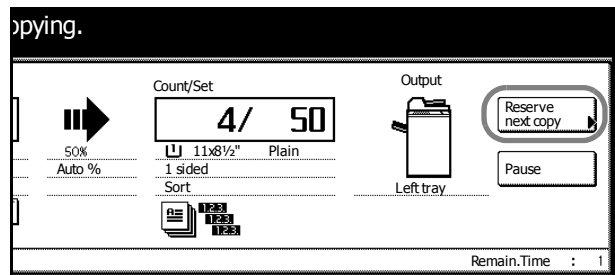 opying.
Count/Set
Output
4/ 50
Reserve
next copy
50%
11x8½" Plain
Auto %
1 sided
Pause
Sort
Left tray
123
123
123
Remain.Time : 1